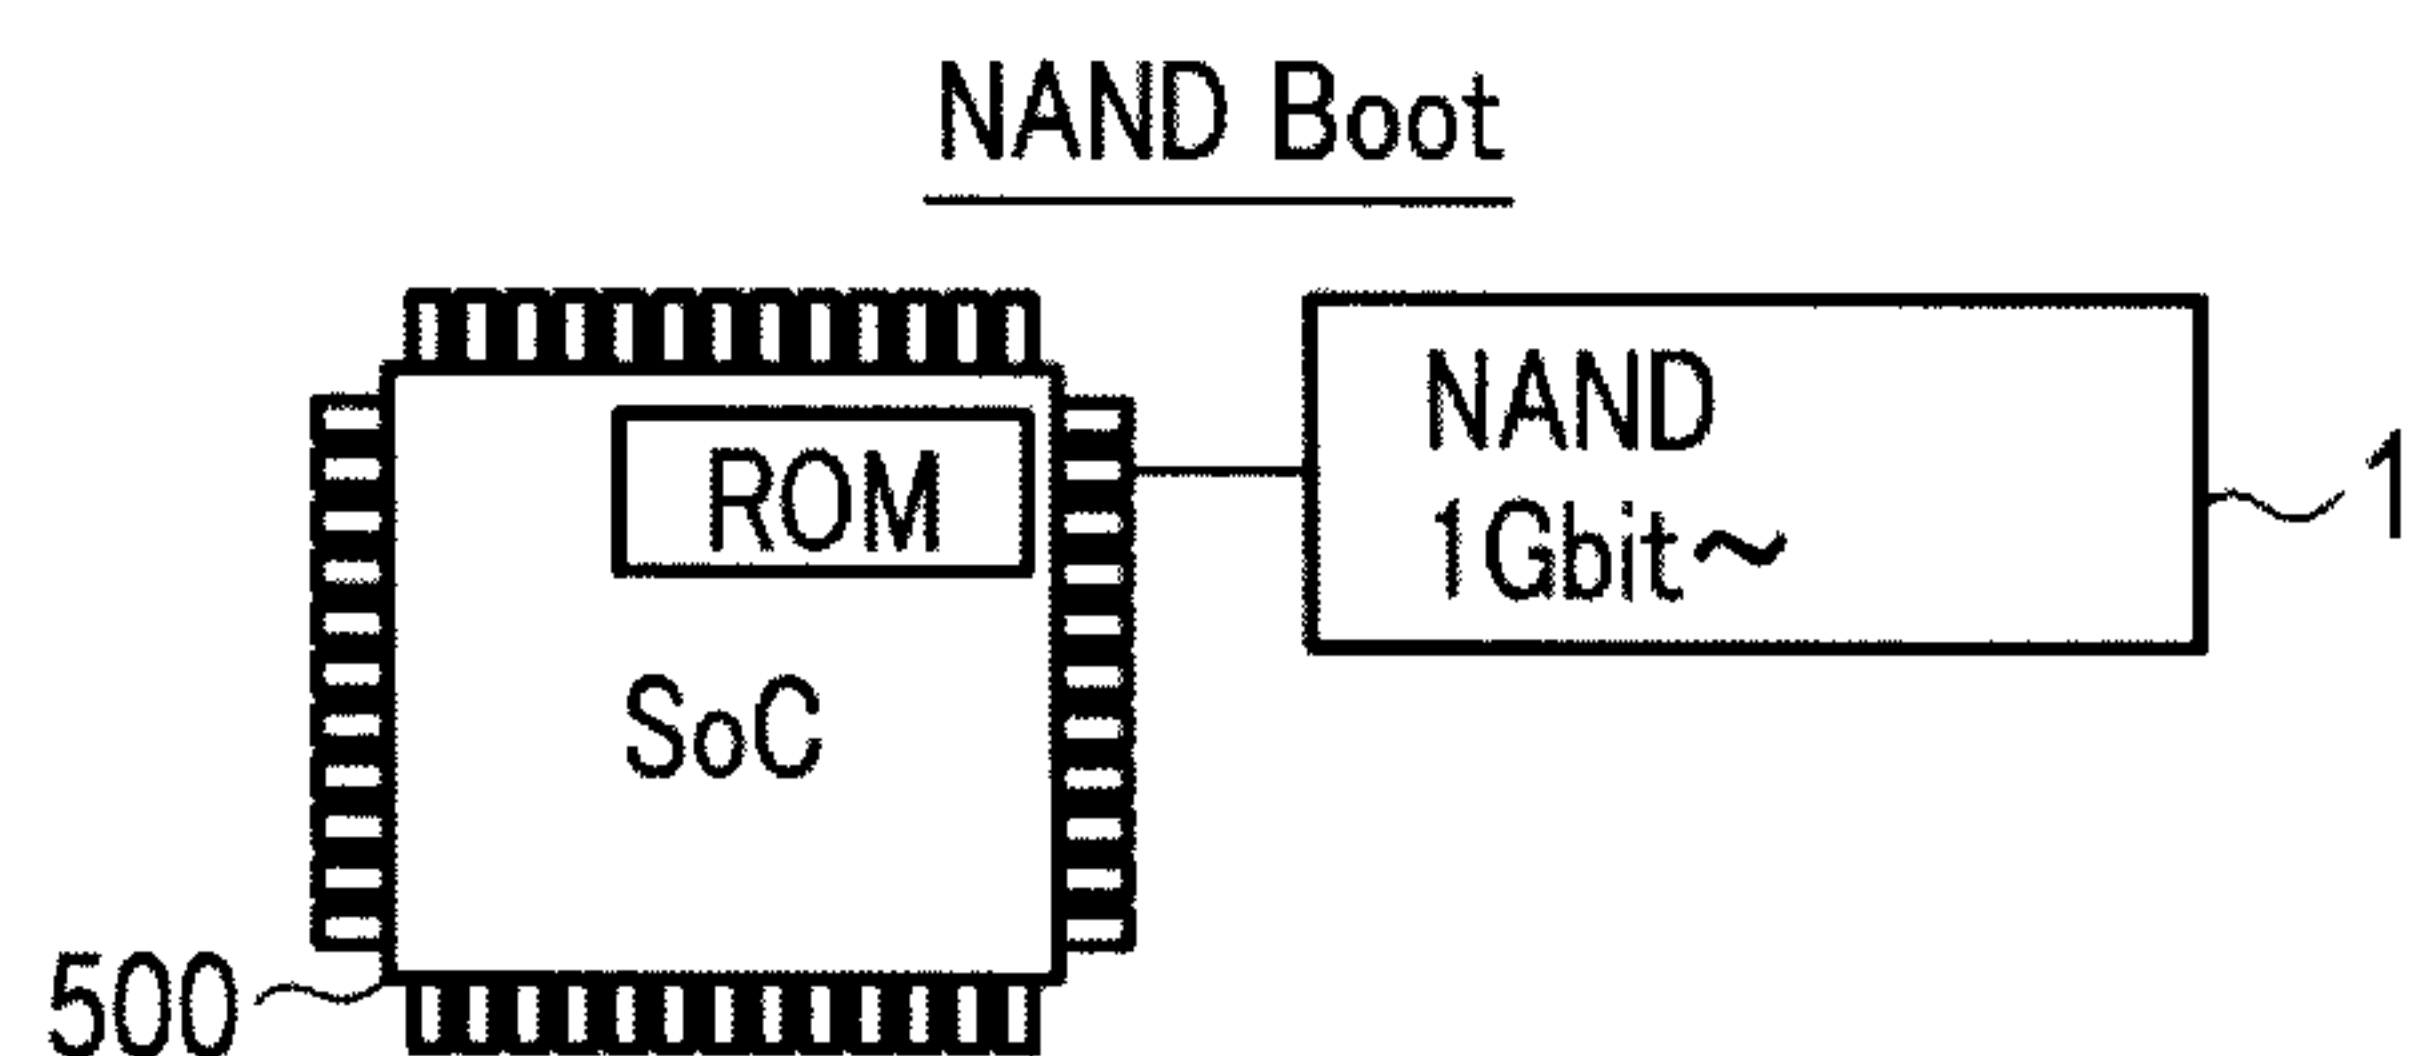 NAND Boot
ROM
SoC
500
NAND
1Gbit~
1